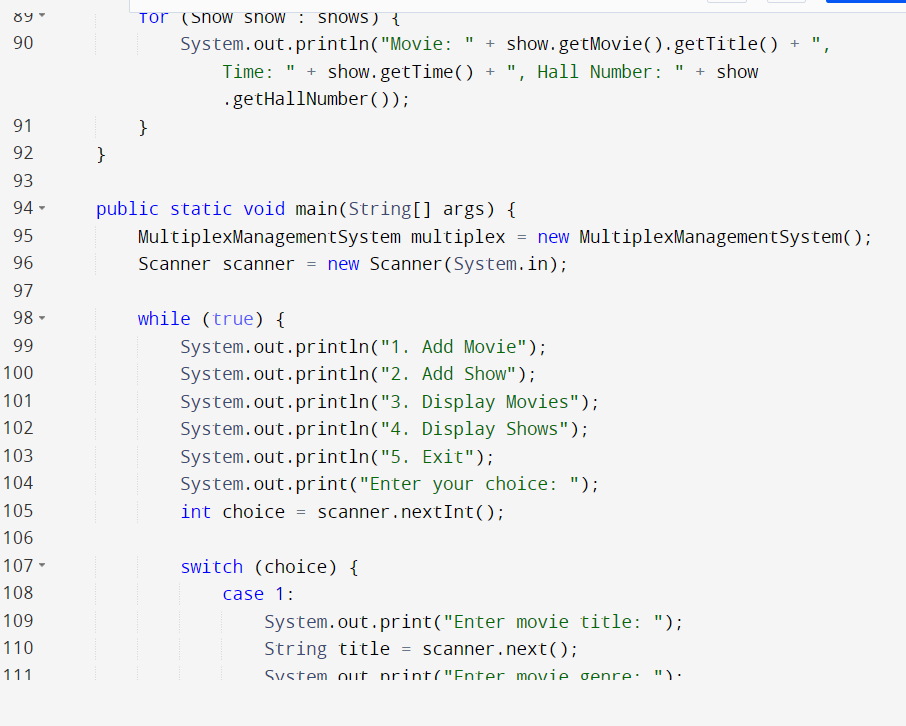 89 for (Show show : shows) {
90 System.out.println("Movie: " + show.getMovie().getTitle() + ",
Time: " + show.getTime() + ", Hall Number: " + show
.getHallNumber());
91 }
92 }
93
94 public static void main(String[] args) {
95 MultiplexManagementSystem multiplex = new MultiplexManagementSystem();
96 Scanner scanner = new Scanner(System.in);
97
98 while (true) {
99 System.out.println("1. Add Movie");
100 System.out.println("2. Add Show");
101 System.out.println("3. Display Movies");
102 System.out.println("4. Display Shows");
103 System.out.println("5. Exit");
104 System.out.print("Enter your choice: ");
105 int choice = scanner.nextInt();
106
107 switch (choice) {
108 case 1:
109 System.out.print("Enter movie title: ");
110 String title = scanner.next();
111 System.out.print("Enter movie genre: ");